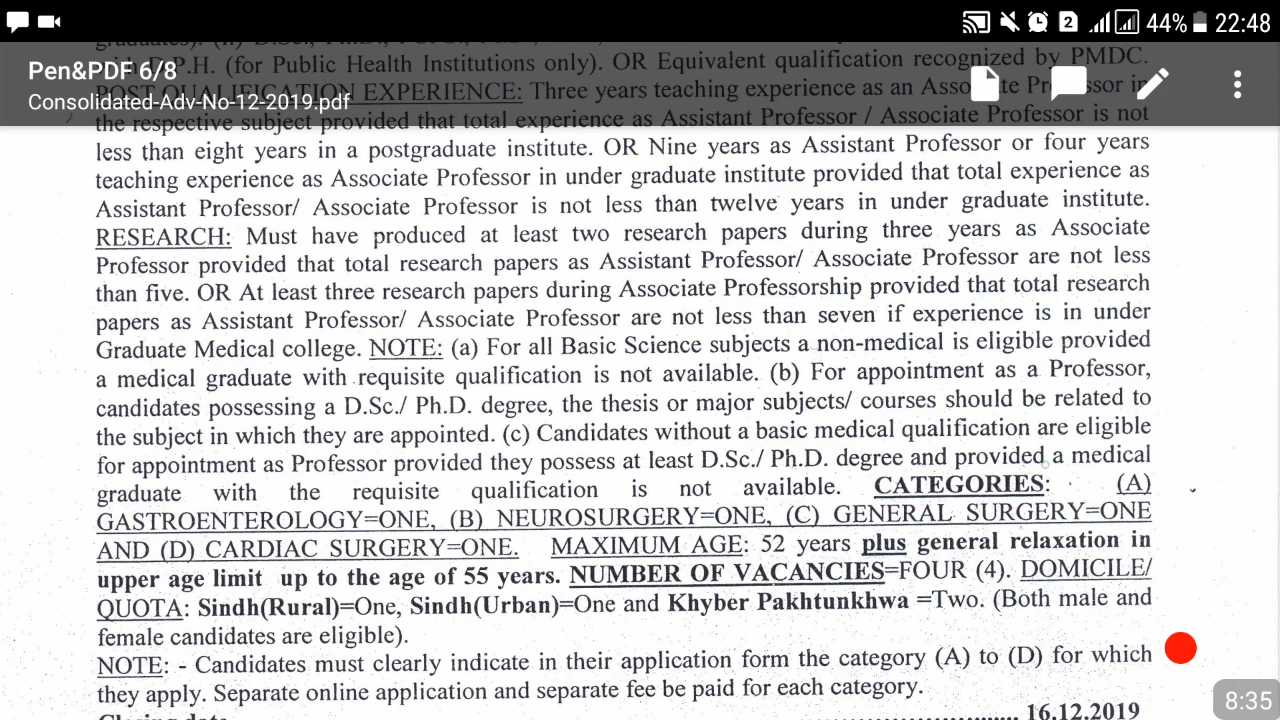 44% 22:48
Pen&PDF 6/8
Consolidated-Adv-No-12-2019.pdf
D.P.H. (for Public Health Institutions only). OR Equivalent qualification recognized by PMDC.
POST QUALIFICATION EXPERIENCE: Three years teaching experience as an
the respective subject provided that total experience as Assistant Professor / Associate Professor is not
less than eight years in a postgraduate institute. OR Nine years as Assistant Professor or four years
teaching experience as Associate Professor in under graduate institute provided that total experience as
Assistant Professor/ Associate Professor is not less than twelve years in under graduate institute.
RESEARCH: Must have produced at least two research papers during three years as Associate
Professor provided that total research papers as Assistant Professor/ Associate Professor are not less
than five. OR At least three research papers during Associate Professorship provided that total research
papers as Assistant Professor/ Associate Professor are not less than seven if experience is in under
Graduate Medical college. NOTE: (a) For all Basic Science subjects a non-medical is eligible provided
a medical graduate with requisite qualification is not available. (b) For appointment as a Professor,
candidates possessing a D.Sc./ Ph.D. degree, the thesis or major subjects/ courses should be related to
the subject in which they are appointed. (c) Candidates without a basic medical qualification are eligible
for appointment as Professor provided they possess at least D.Sc./ Ph.D. degree and provided a medical
graduate with the requisite qualification is not available. CATEGORIES: (A)
GASTROENTEROLOGY=ONE, (B) NEUROSURGERY=ONE, (C) GENERAL SURGERY=ONE
AND (D) CARDIAC SURGERY=ONE. MAXIMUM AGE: 52 years plus general relaxation in
upper age limit up to the age of 55 years. NUMBER OF VACANCIES=FOUR (4). DOMICILE/
QUOTA: Sindh(Rural)=One, Sindh(Urban)=One and Khyber Pakhtunkhwa =Two. (Both male and
female candidates are eligible).
NOTE: - Candidates must clearly indicate in their application form the category (A) to (D) for which
they apply. Separate online application and separate fee be paid for each category.
Closing date ........................ 16.12.2019
8:35